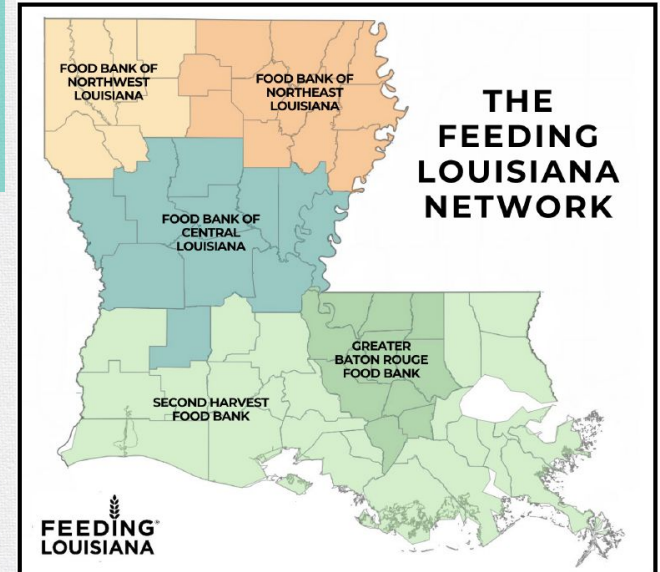 FOOD BANK OF
NORTHWEST
LOUISIANA
FOOD BANK OF
NORTHEAST
LOUISIANA
THE
FEEDING
LOUISIANA
NETWORK
FOOD BANK OF
CENTRAL
LOUISIANA
GREATER
BATON ROUGE
FOOD BANK
SECOND HARVEST
FOOD BANK
FEEDING®
LOUISIANA